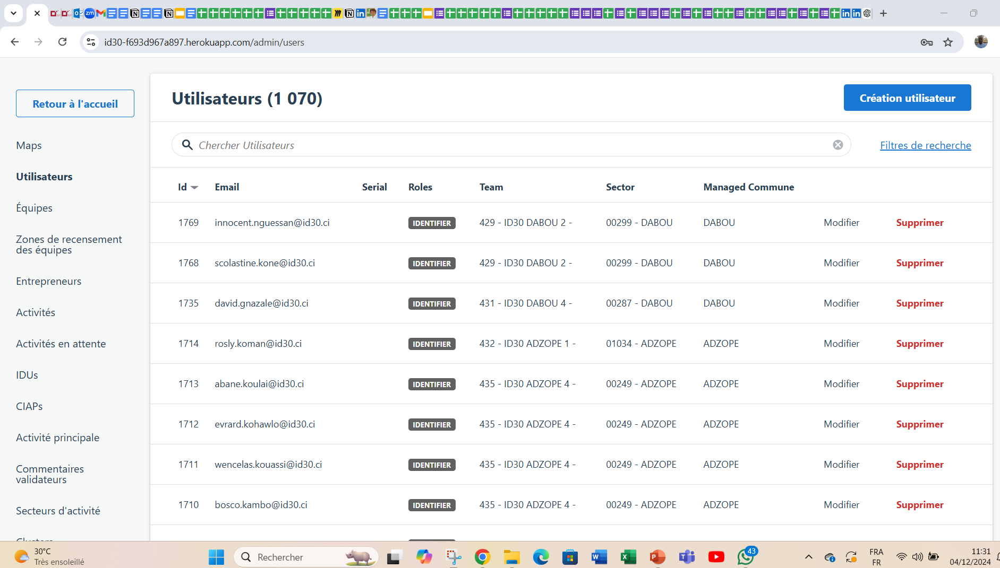 id30-f693d967a897.herokuapp.com/admin/users
Retour à l'accueil
Maps
Utilisateurs
Équipes
Zones de recensement
des équipes
Entrepreneurs
Activités
Activités en attente
IDUs
CIAPs
Activité principale
Commentaires
validateurs
Secteurs d'activité
Clusters
Utilisateurs (1 070)
Création utilisateur
Chercher Utilisateurs
Filtres de recherche
Id Email Serial Roles Team Sector Managed Commune
1769 innocent.nguessan@id30.ci IDENTIFIER 429 - ID30 DABOU 2 - 00299 - DABOU DABOU Modifier Supprimer
1768 scolastine.kone@id30.ci IDENTIFIER 429 - ID30 DABOU 2 - 00299 - DABOU DABOU Modifier Supprimer
1735 david.gnazale@id30.ci IDENTIFIER 431 - ID30 DABOU 4 - 00287 - DABOU DABOU Modifier Supprimer
1714 rosly.koman@id30.ci IDENTIFIER 432 - ID30 ADZOPE 1 - 01034 - ADZOPE ADZOPE Modifier Supprimer
1713 abane.koulai@id30.ci IDENTIFIER 435 - ID30 ADZOPE 4 - 00249 - ADZOPE ADZOPE Modifier Supprimer
1712 evrard.kohawlo@id30.ci IDENTIFIER 435 - ID30 ADZOPE 4 - 00249 - ADZOPE ADZOPE Modifier Supprimer
1711 wencelas.kouassi@id30.ci IDENTIFIER 435 - ID30 ADZOPE 4 - 00249 - ADZOPE ADZOPE Modifier Supprimer
1710 bosco.kambo@id30.ci IDENTIFIER 435 - ID30 ADZOPE 4 - 00249 - ADZOPE ADZOPE Modifier Supprimer
30°C
Très ensoleillé
Rechercher
43
FRA
FR
11:31
04/12/2024